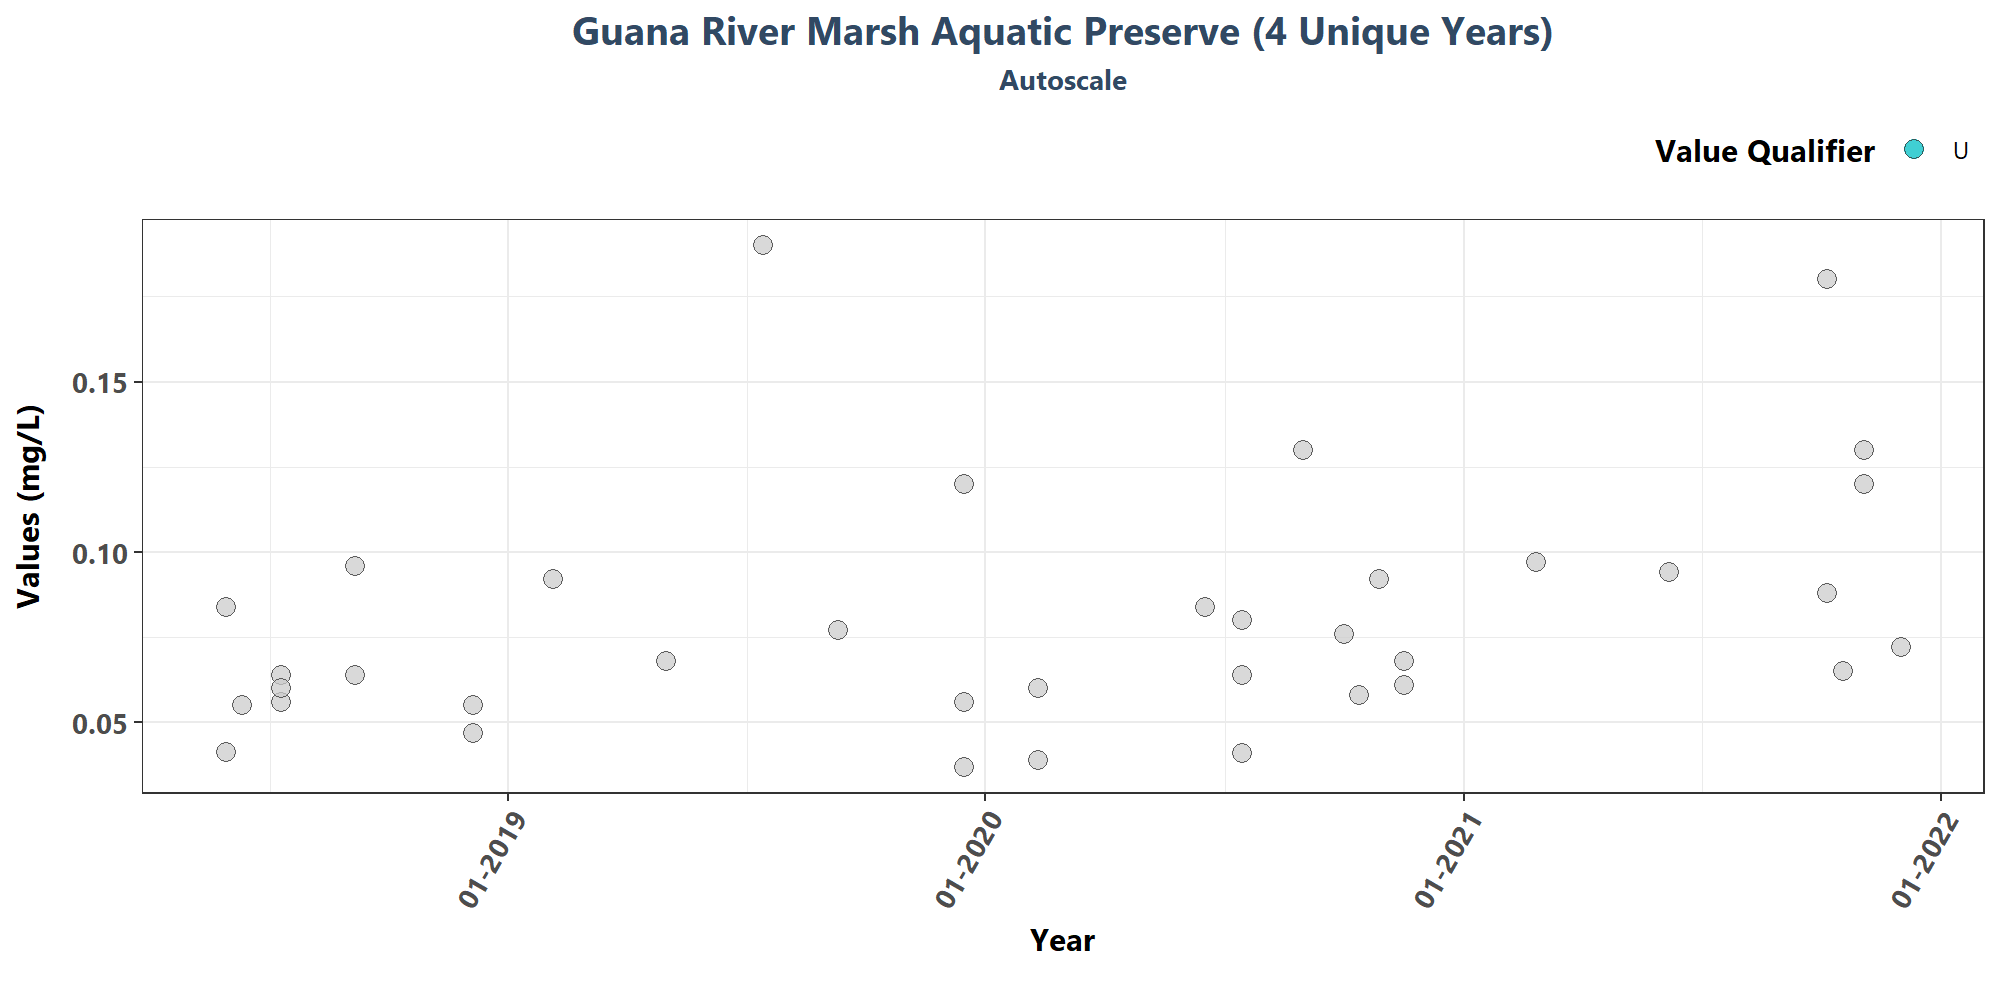 Guana River Marsh Aquatic Preserve (4 Unique Years)
Autoscale
Value Qualifier U
Values (mg/L)
0.15
0.10
0.05
01-2019
01-2020
01-2021
01-2022
Year